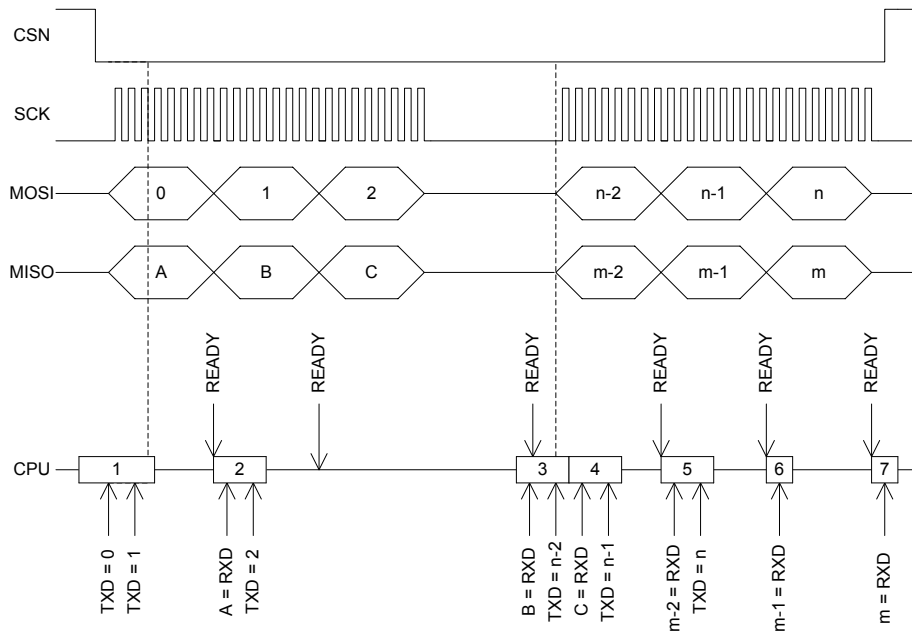 CSN
SCK
MOSI
0
1
2
n-2
n-1
n
MISO
A
B
C
m-2
m-1
m
READY
READY
READY
READY
READY
READY
CPU
1
2
3
4
5
6
7
TXD = 0
TXD = 1
A = RXD
TXD = 2
B = RXD
TXD = n-2
C = RXD
TXD = n-1
m-2 = RXD
TXD = n
m-1 = RXD
m = RXD